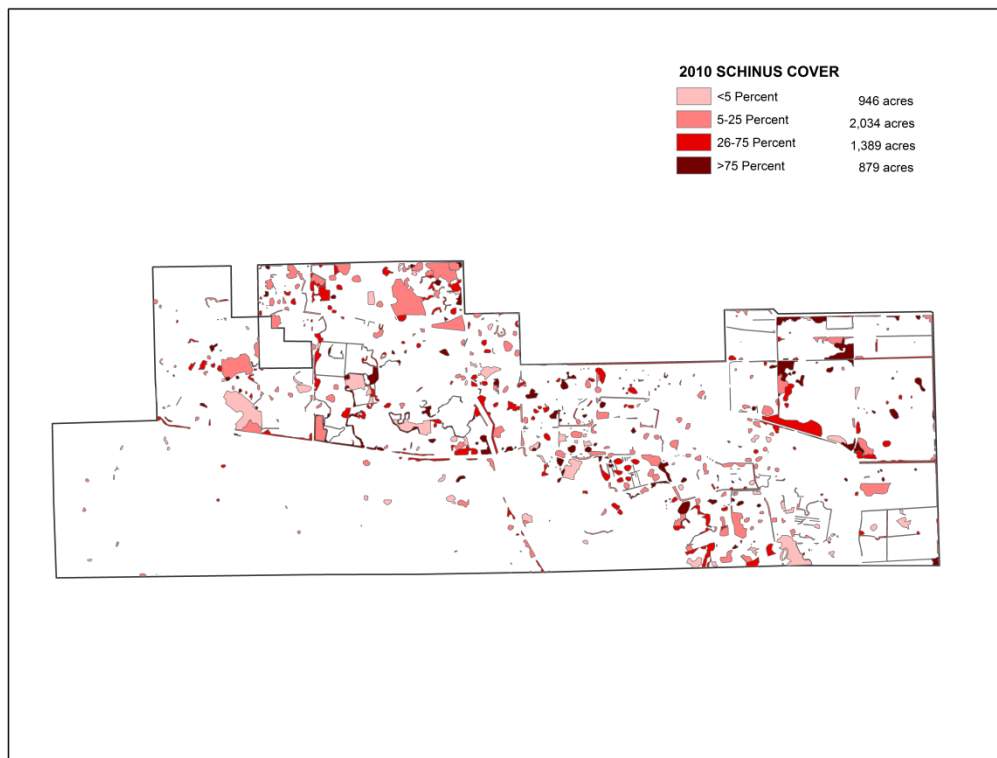 2010 SCHINUS COVER
<5 Percent 946 acres
5-25 Percent 2,034 acres
26-75 Percent 1,389 acres
>75 Percent 879 acres